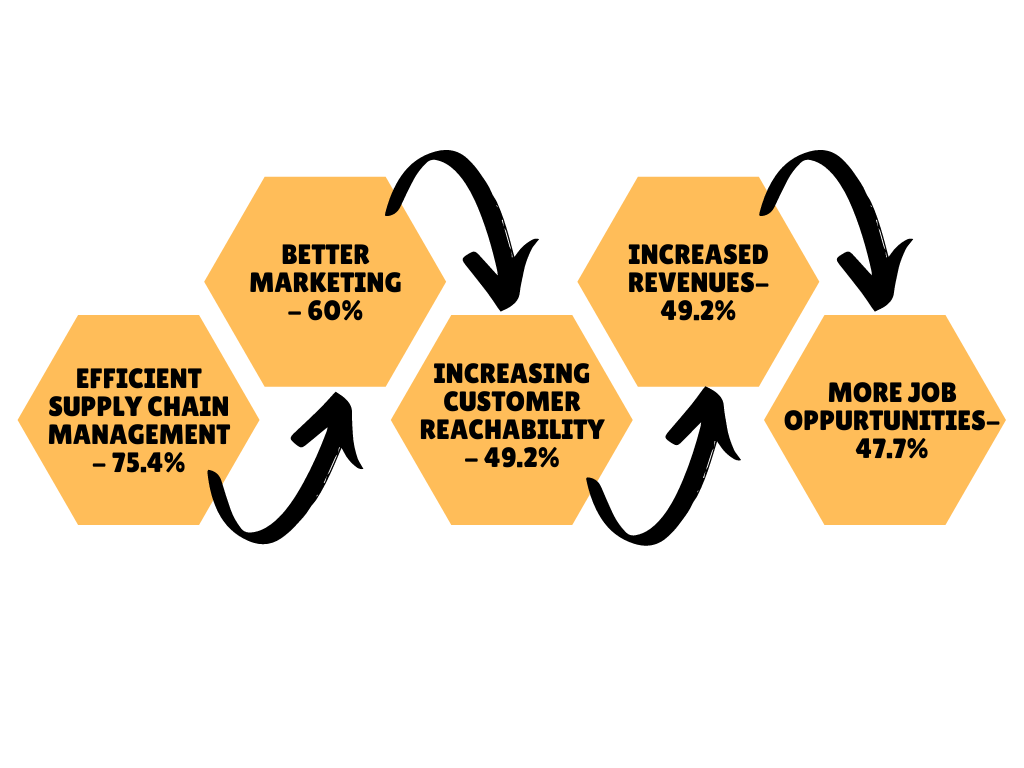 EFFICIENT
SUPPLY CHAIN
MANAGEMENT
– 75.4%
BETTER
MARKETING
– 60%
INCREASING
CUSTOMER
REACHABILITY
– 49.2%
INCREASED
REVENUES–
49.2%
MORE JOB
OPPURTUNITIES–
47.7%